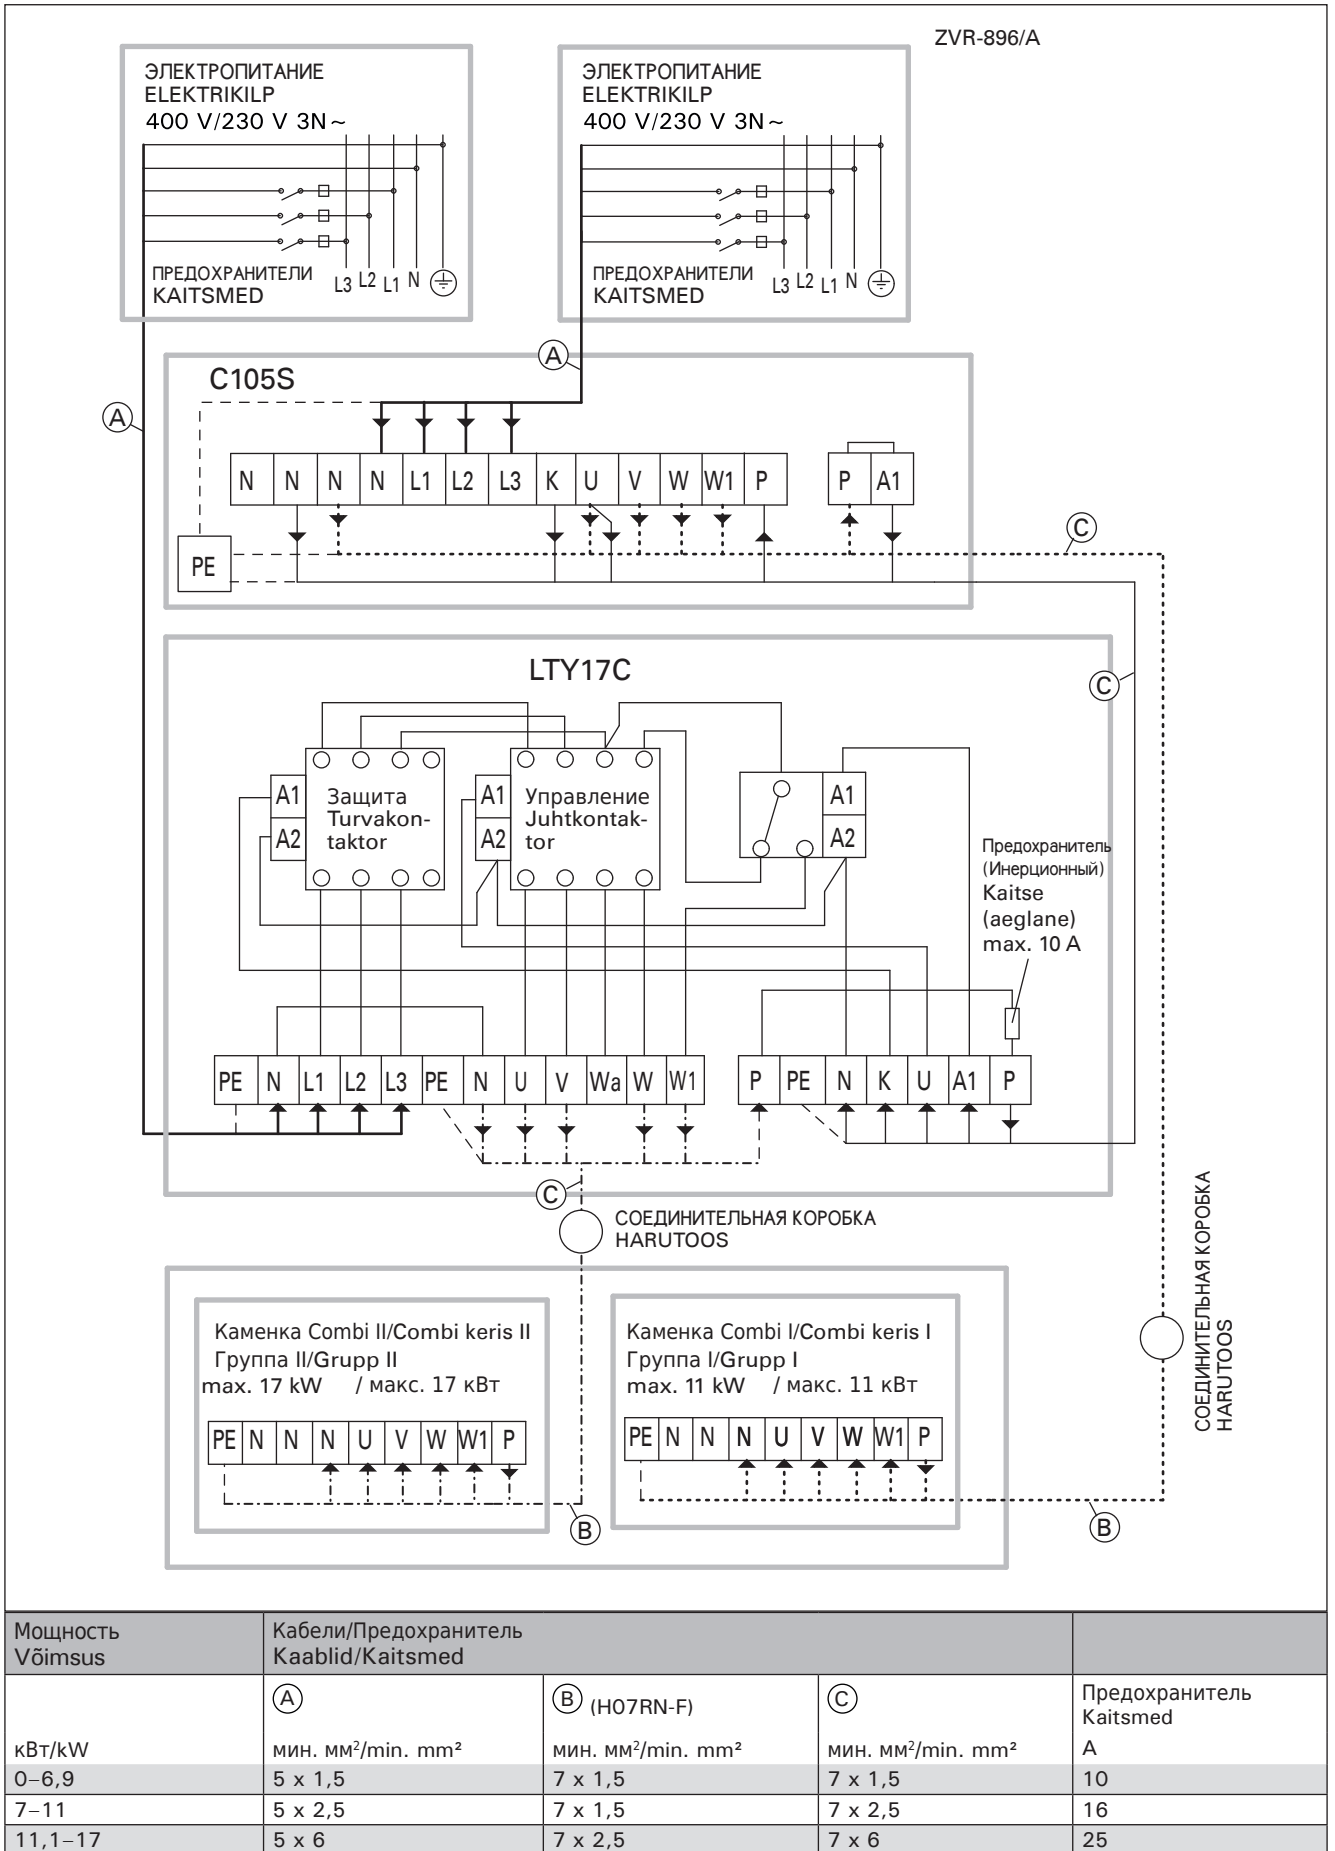 ZVR-896/A
ЭЛЕКТРОПИТАНИЕ
ELEKTRIKILP
400 V/230 V 3N~
ПРЕДОХРАНИТЕЛИ
KAITSMED
L3 L2 L1 N
ЭЛЕКТРОПИТАНИЕ
ELEKTRIKILP
400 V/230 V 3N~
ПРЕДОХРАНИТЕЛИ
KAITSMED
L3 L2 L1 N
A
A
C105S
N N N N L1 L2 L3 K U V W W1 P
P A1
PE
C
LTY17C
C
A1
A2
Защита
Turvakon-
taktor
A1
A2
Управление
Juhtkontak-
tor
A1
A2
Предохранитель
(Инерционный)
Kaitse
(aeglane)
max. 10 A
PE N L1 L2 L3 PE N U V Wa W W1
P PE N K U A1 P
C
СОЕДИНИТЕЛЬНАЯ КОРОБКА
HARUTOOS
СОЕДИНИТЕЛЬНАЯ КОРОБКА
HARUTOOS
Каменка Combi II/Combi keris II
Группа II/Grupp II
max. 17 kW / макс. 17 кВт
PE N N N U V W W1 P
B
Каменка Combi I/Combi keris I
Группа I/Grupp I
max. 11 kW / макс. 11 кВт
PE N N N U V W W1 P
B
Мощность
Võimsus
Кабели/Предохранитель
Kaablid/Kaitsmed
A
B (H07RN-F)
C
Предохранитель
Kaitsmed
кВт/kW мин. мм²/min. mm² мин. мм²/min. mm² мин. мм²/min. mm² A
0–6,9 5 x 1,5 7 x 1,5 7 x 1,5 10
7–11 5 x 2,5 7 x 1,5 7 x 2,5 16
11,1–17 5 x 6 7 x 2,5 7 x 6 25